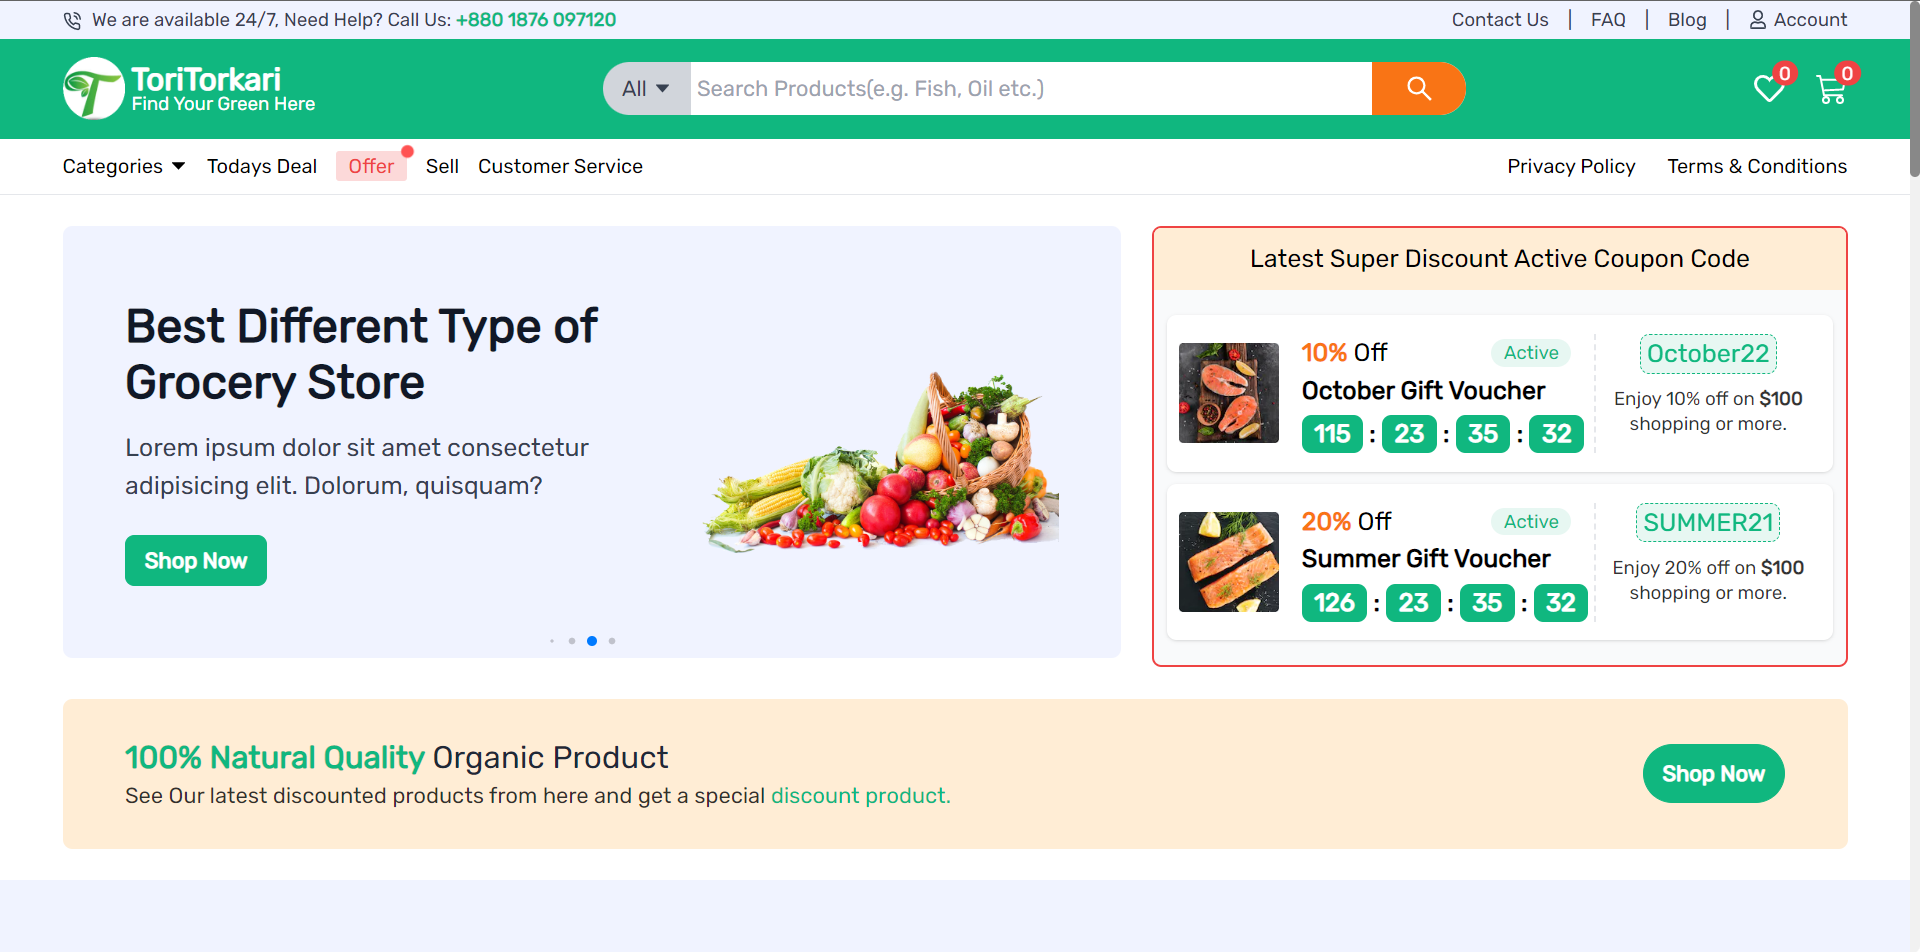 We are available 24/7, Need Help? Call Us: +880 1876 097120
Contact Us | FAQ | Blog | Account
ToriTorkari
Find Your Green Here
All
Search Products(e.g. Fish, Oil etc.)
0
0
Categories
Todays Deal
Offer
Sell
Customer Service
Privacy Policy
Terms & Conditions
Best Different Type of
Grocery Store
Lorem ipsum dolor sit amet consectetur
adipisicing elit. Dolorum, quisquam?
Shop Now
Latest Super Discount Active Coupon Code
10% Off
Active
October Gift Voucher
115 : 23 : 35 : 32
October22
Enjoy 10% off on $100
shopping or more.
20% Off
Active
Summer Gift Voucher
126 : 23 : 35 : 32
SUMMER21
Enjoy 20% off on $100
shopping or more.
100% Natural Quality Organic Product
See Our latest discounted products from here and get a special discount product.
Shop Now